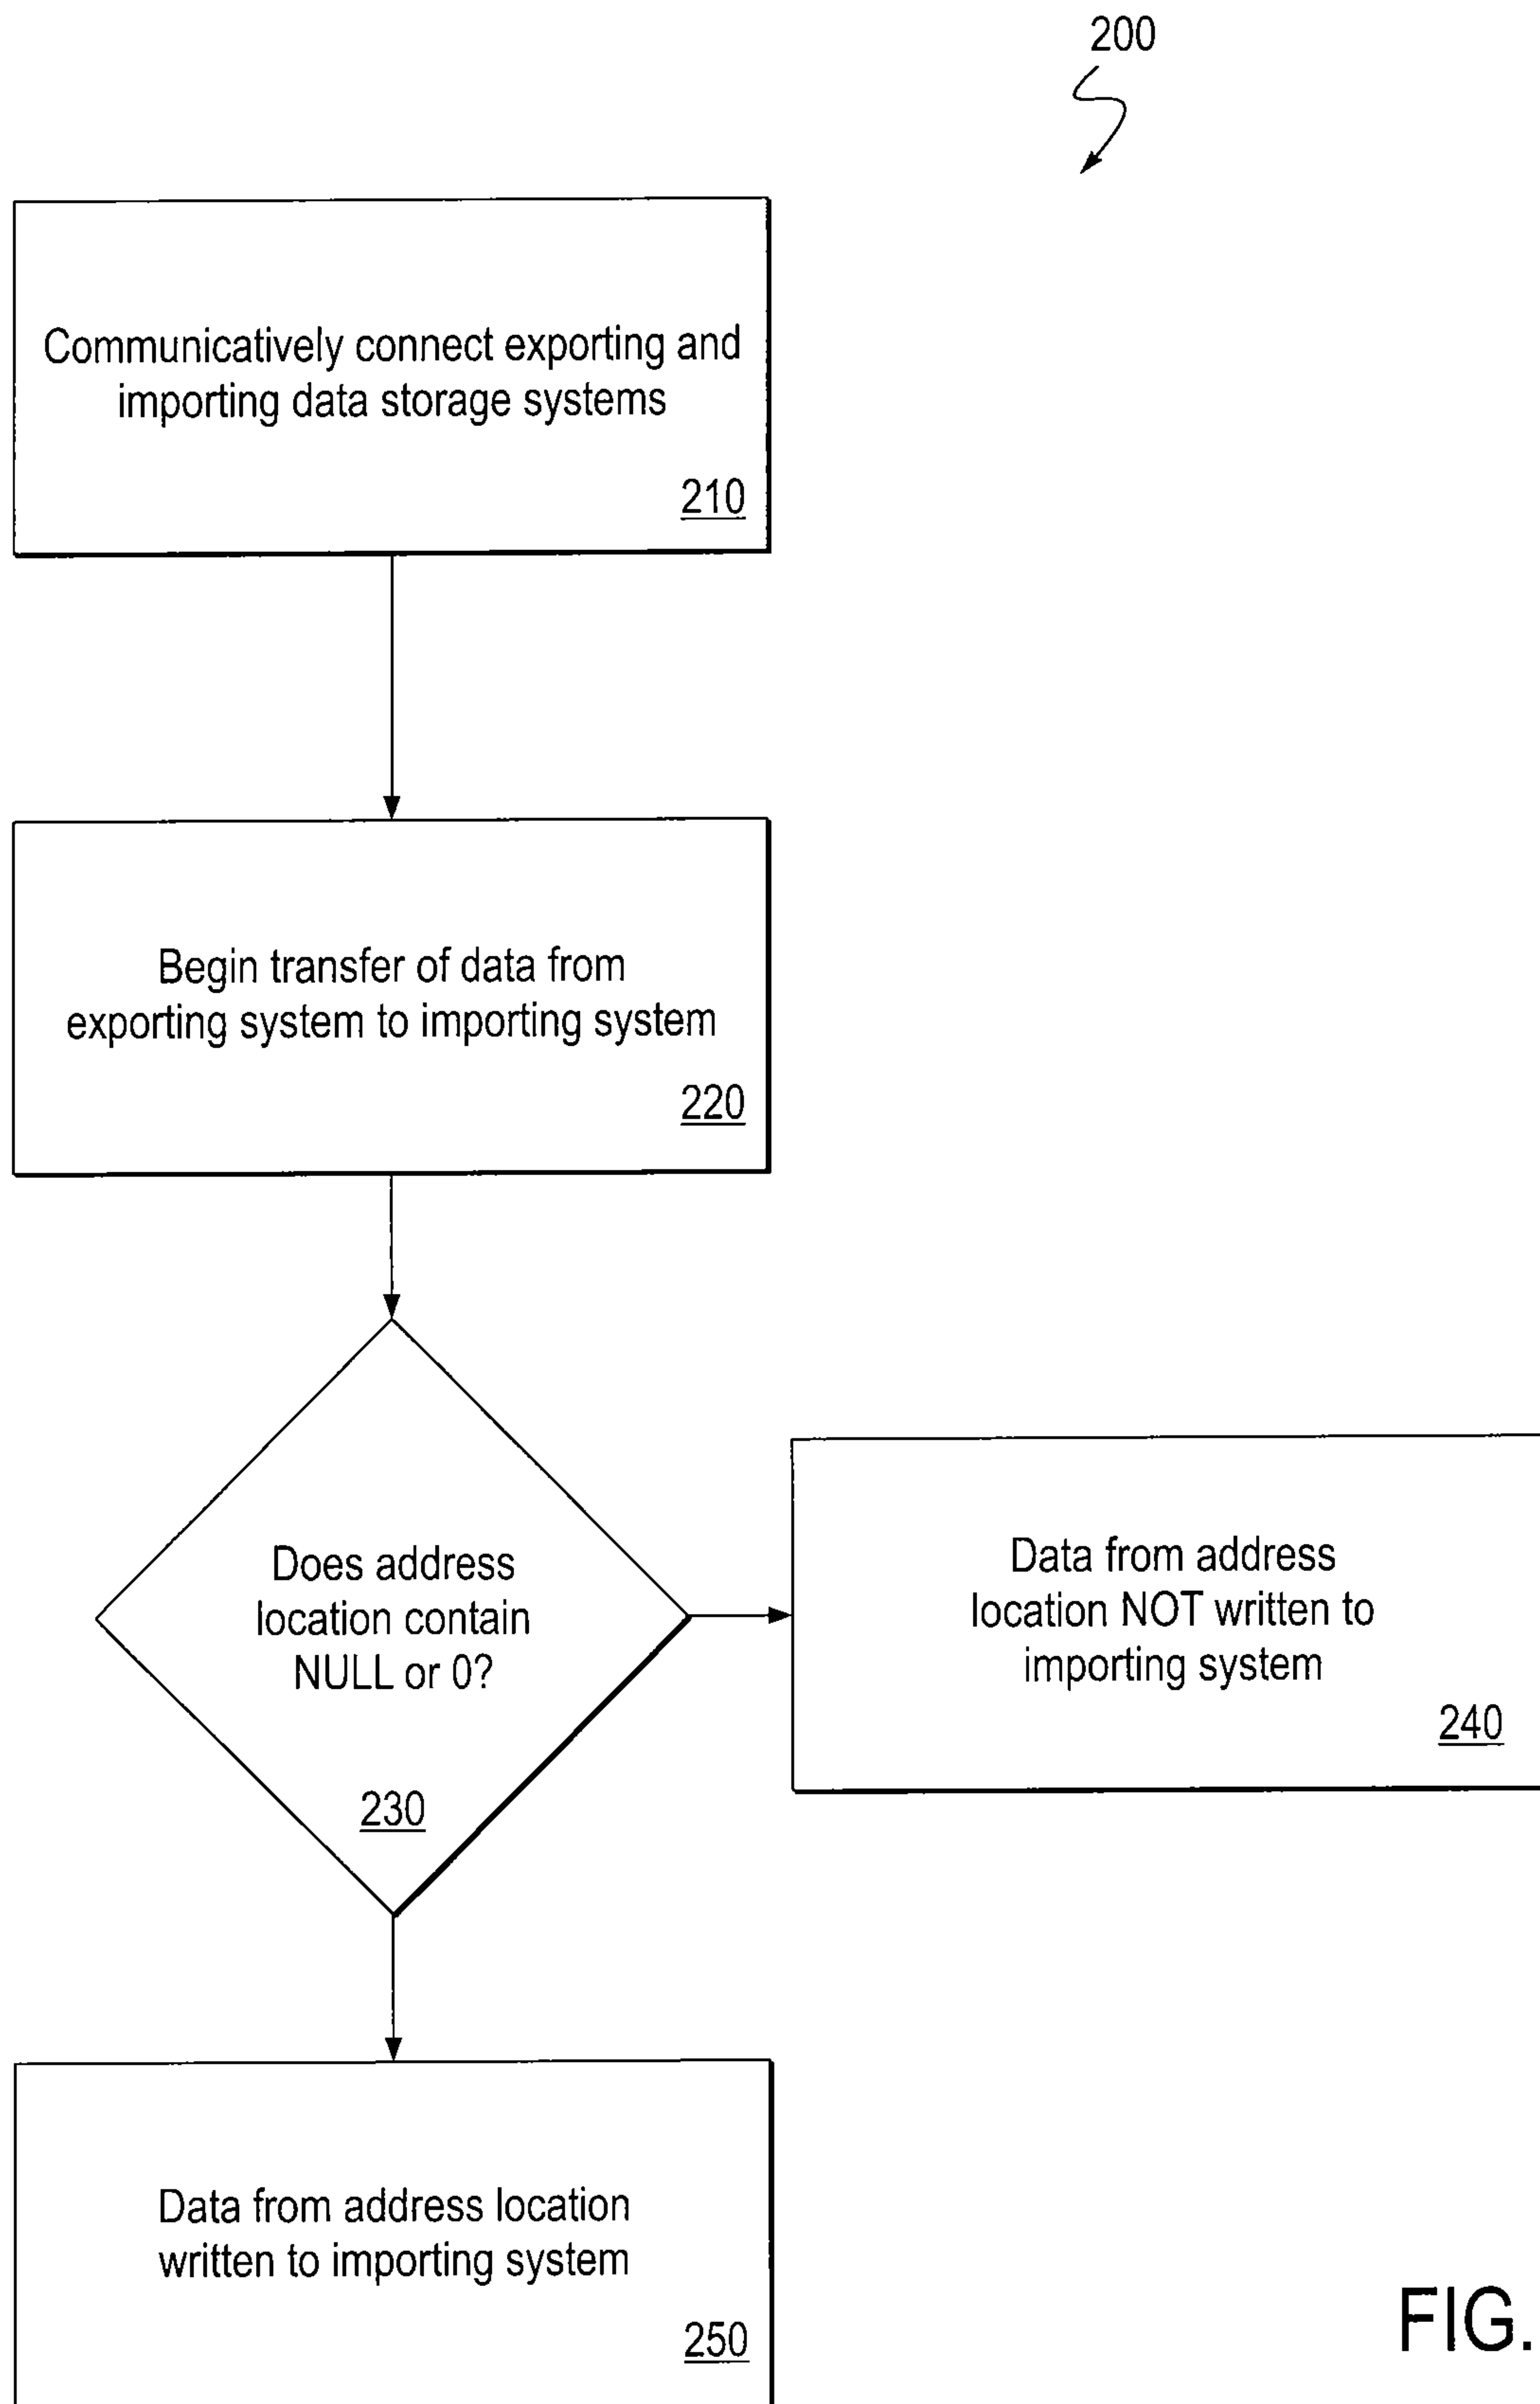 200
Communicatively connect exporting and
importing data storage systems
210
Begin transfer of data from
exporting system to importing system
220
Does address
location contain
NULL or 0?
230
Data from address
location NOT written to
importing system
240
Data from address location
written to importing system
250
FIG.